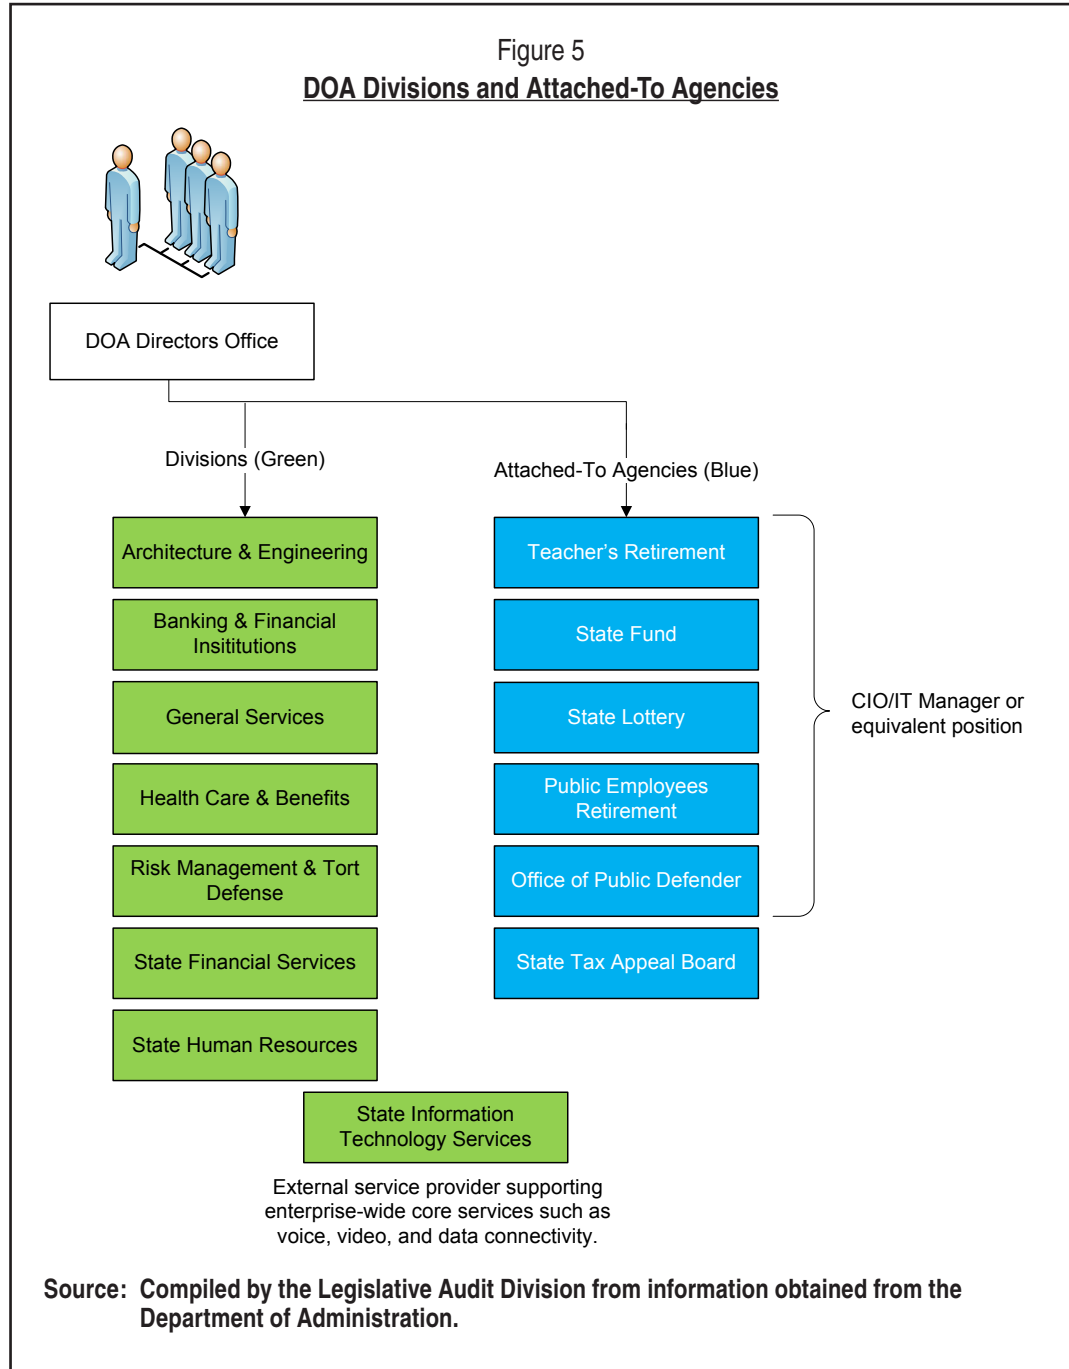 Figure 5
DOA Divisions and Attached-To Agencies
DOA Directors Office
Divisions (Green)
Attached-To Agencies (Blue)
Architecture & Engineering
Banking & Financial
Insititutions
General Services
Health Care & Benefits
Risk Management & Tort
Defense
State Financial Services
State Human Resources
Teacher's Retirement
State Fund
State Lottery
Public Employees
Retirement
Office of Public Defender
State Tax Appeal Board
CIO/IT Manager or
equivalent position
State Information
Technology Services
External service provider supporting
enterprise-wide core services such as
voice, video, and data connectivity.
Source: Compiled by the Legislative Audit Division from information obtained from the
Department of Administration.